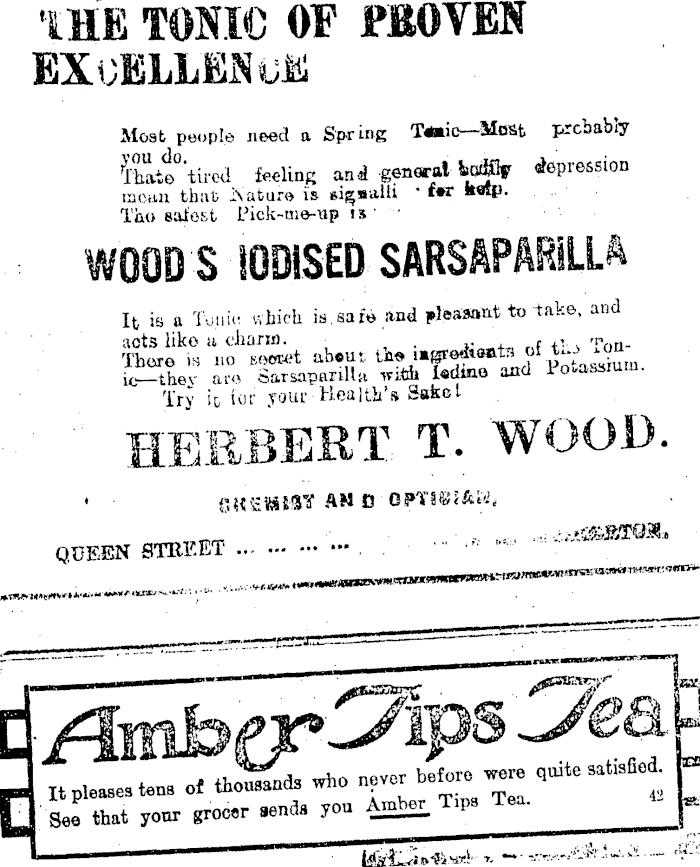 THE TONIC OF PROVEN
EXCELLENCE
Most people need a Spring Tonic—Most prcbably
you do.
Thate tired feeling and general bodily depression
mean that Nature is signalli for help.
Tho safest Pick-me-up is
WOOD'S IODISED SARSAPARILLA
It is a Tonic which is safe and pleasant to take, and
acts like a charm.
There is no secret about the ingredients of the Ton-
ic—they are Sarsaparilla with Iodine and Potassium.
Try it for your Health's Sake!
HERBERT T. WOOD.
CHEMIST AND OPTICIAN,
QUEEN STREET ... ... ... ...
Amber Tips Tea
It pleases tens of thousands who never before were quite satisfied.
See that your grocer sends you Amber Tips Tea. 42